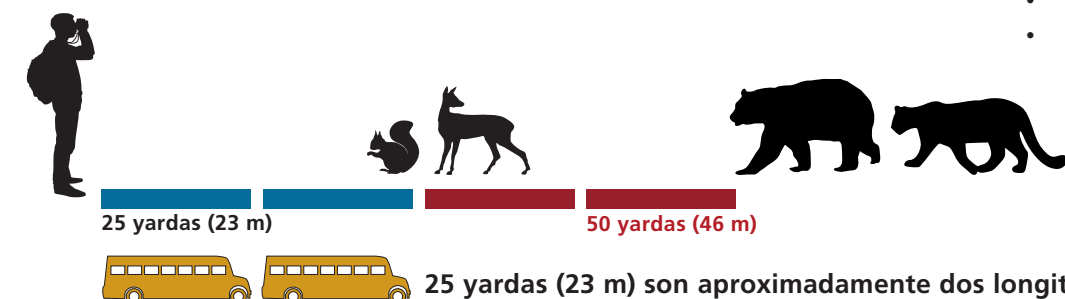 25 yardas (23 m)
50 yardas (46 m)
25 yardas (23 m) son aproximadamente dos